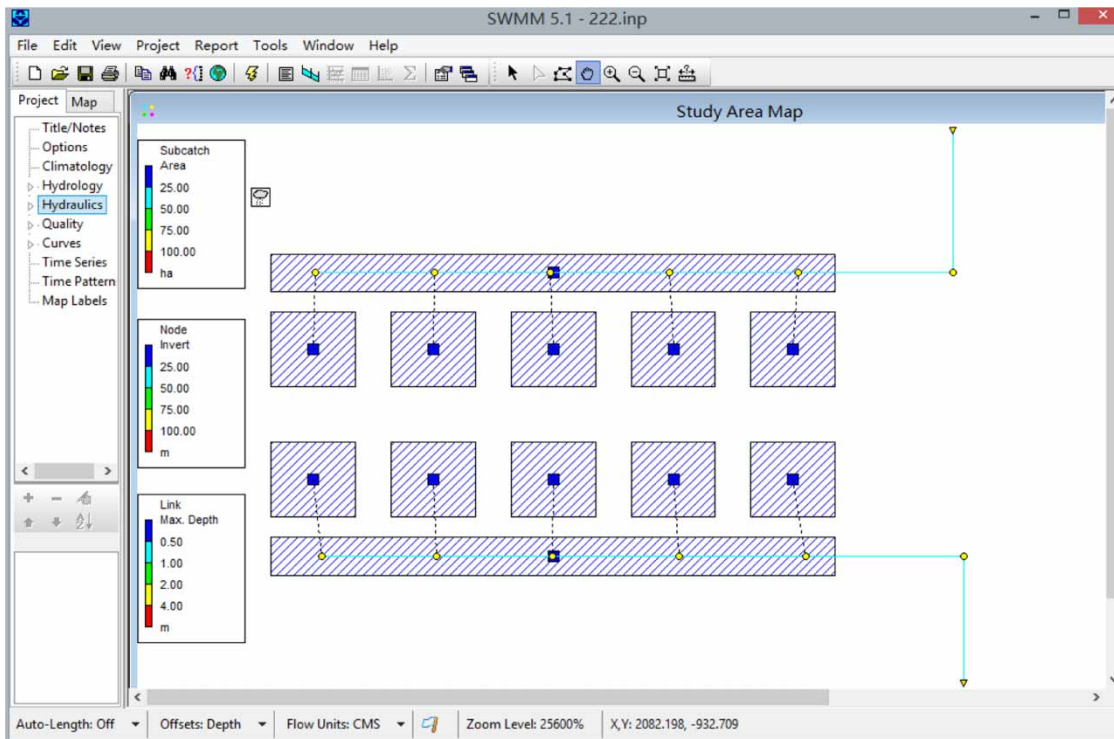 SWMM 5.1 - 222.inp
File Edit View Project Report Tools Window Help
Project Map
Title/Notes
Options
Climatology
Hydrology
Hydraulics
Quality
Curves
Time Series
Time Pattern
Map Labels
Study Area Map
Subcatch
Area
25.00
50.00
75.00
100.00
ha
Node
Invert
25.00
50.00
75.00
100.00
m
Link
Max. Depth
0.50
1.00
2.00
4.00
m
Auto-Length: Off Offsets: Depth Flow Units: CMS Zoom Level: 25600% X,Y: 2082.198, -932.709